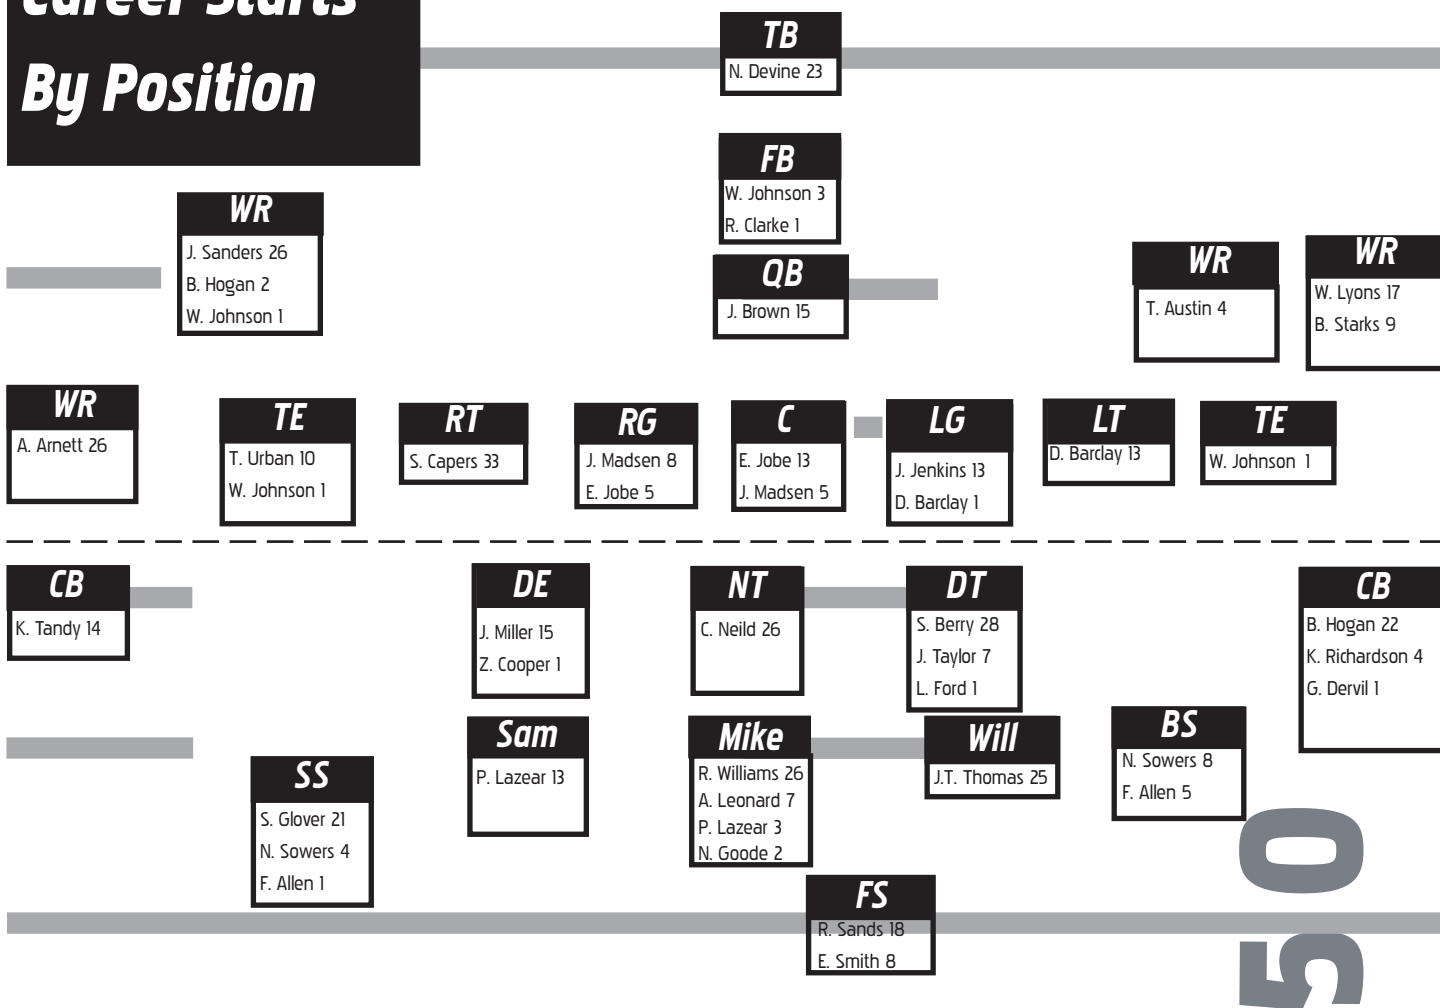 Career Starts
By Position
TB
N. Devine 23
FB
W. Johnson 3
R. Clarke 1
WR
J. Sanders 26
B. Hogan 2
W. Johnson 1
QB
J. Brown 15
WR
T. Austin 4
WR
W. Lyons 17
B. Starks 9
WR
A. Arnett 26
TE
T. Urban 10
W. Johnson 1
RT
S. Capers 33
RG
J. Madsen 8
E. Jobe 5
C
E. Jobe 13
J. Madsen 5
LG
J. Jenkins 13
D. Barclay 1
LT
D. Barclay 13
TE
W. Johnson 1
CB
K. Tandy 14
DE
J. Miller 15
Z. Cooper 1
NT
C. Neild 26
DT
S. Berry 28
J. Taylor 7
L. Ford 1
CB
B. Hogan 22
K. Richardson 4
G. Dervil 1
SS
S. Glover 21
N. Sowers 4
F. Allen 1
Sam
P. Lazear 13
Mike
R. Williams 26
A. Leonard 7
P. Lazear 3
N. Goode 2
Will
J.T. Thomas 25
BS
N. Sowers 8
F. Allen 5
FS
R. Sands 18
E. Smith 8
50